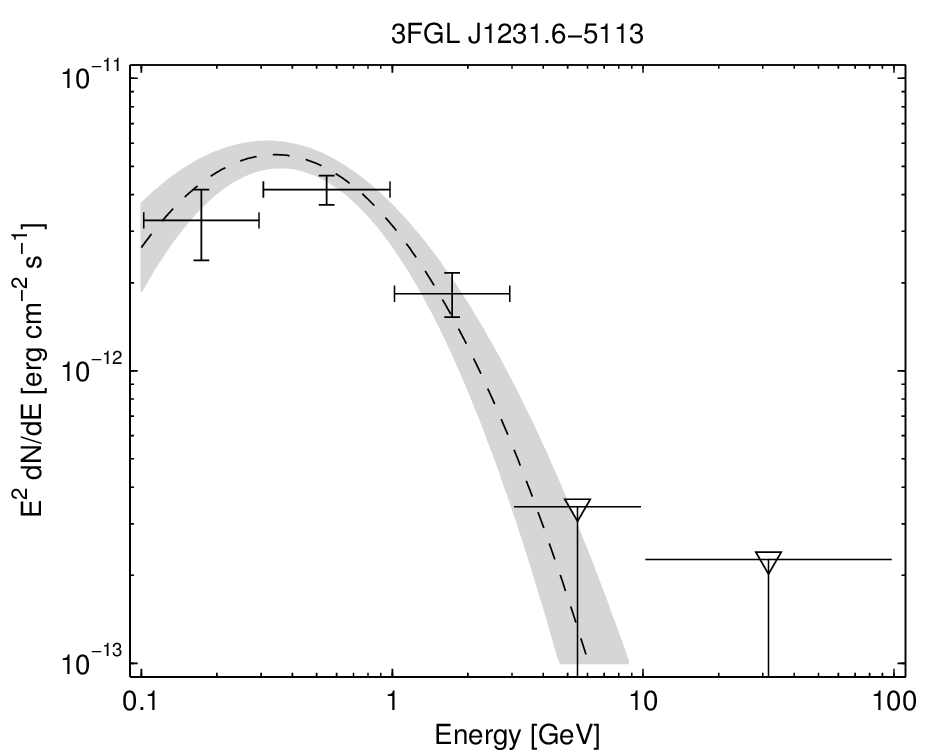 3FGL J1231.6−5113
10⁻¹¹
10⁻¹²
10⁻¹³
E² dN/dE [erg cm⁻² s⁻¹]
0.1 1 10 100
Energy [GeV]